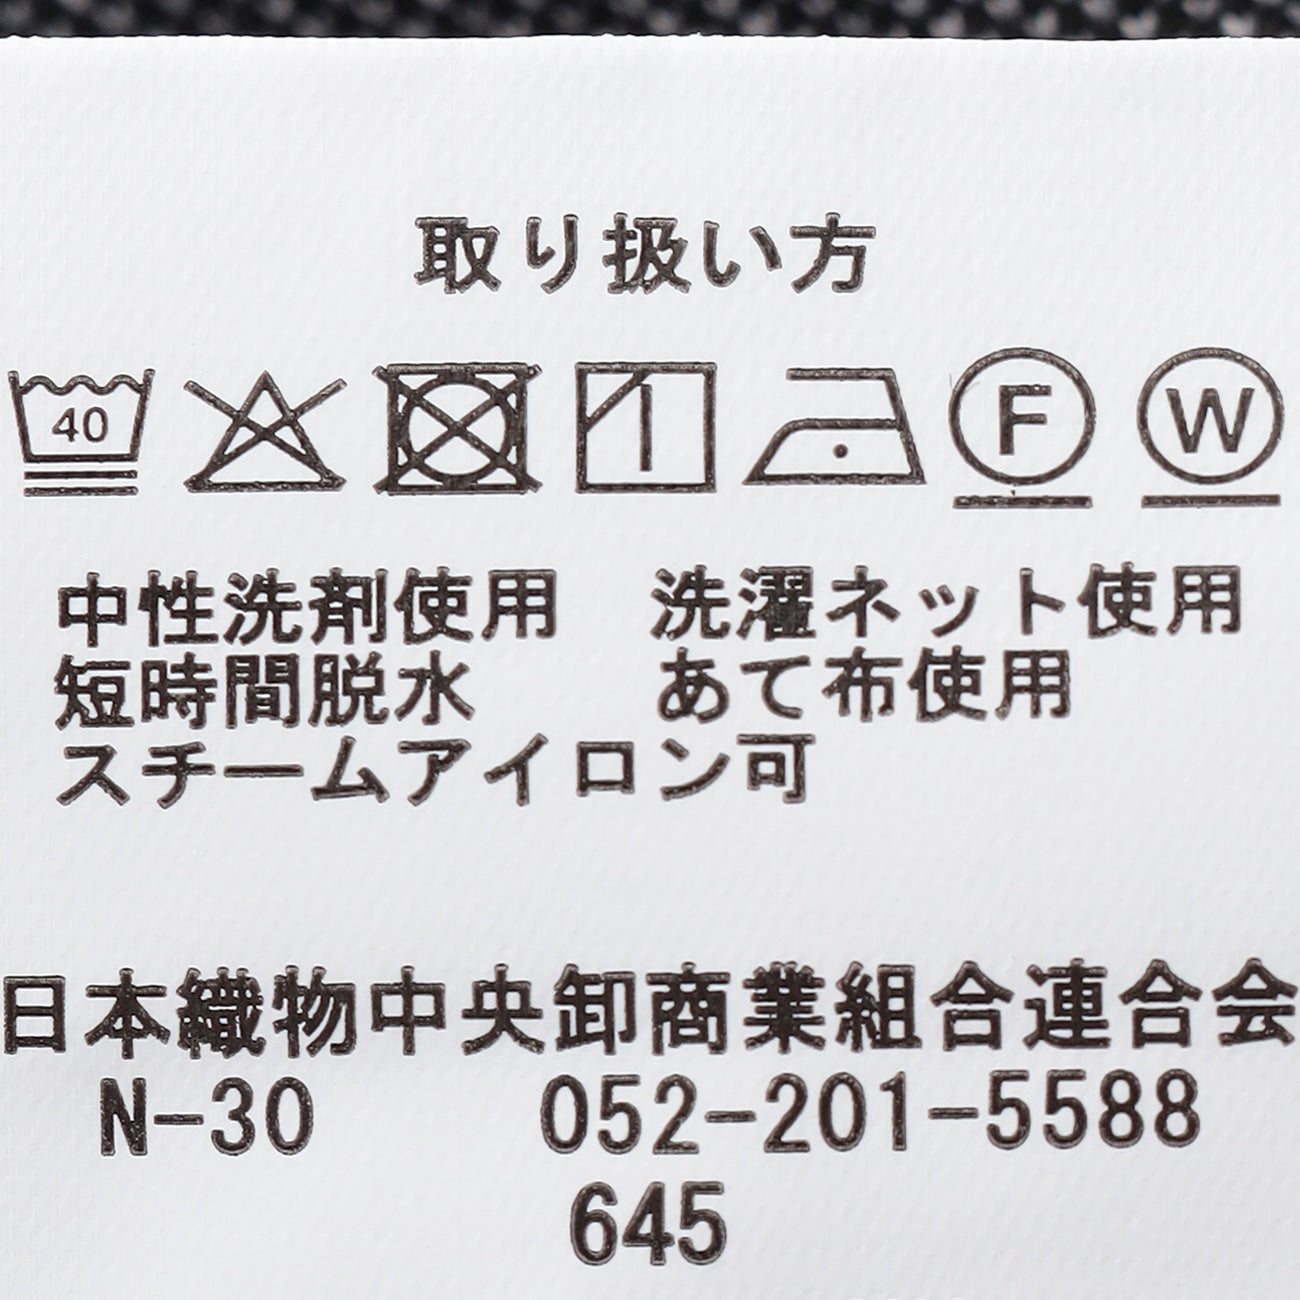 取り扱い方
40 F W
中性洗剤使用 洗濯ネット使用
短時間脱水 あて布使用
スチームアイロン可
日本織物中央卸商業組合連合会
N-30 052-201-5588
645